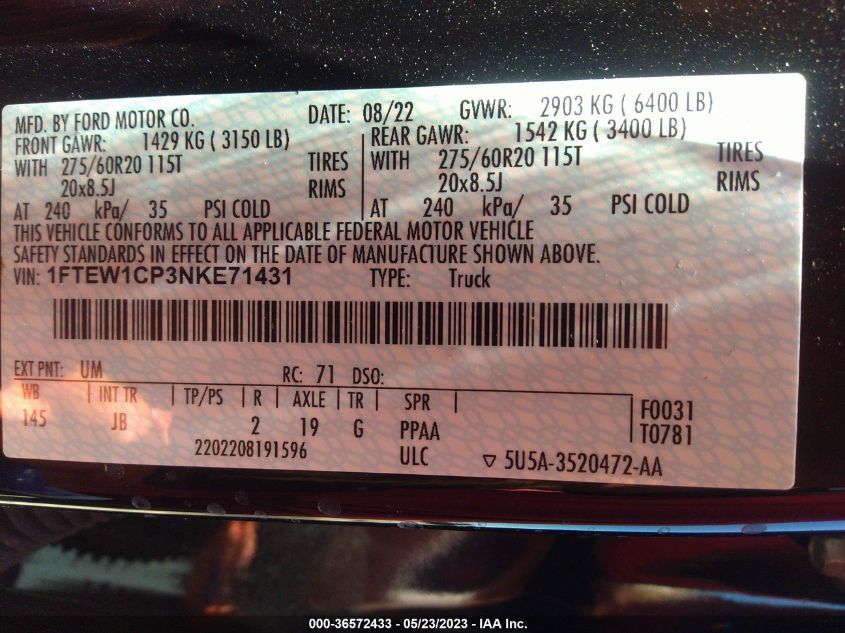 MFD. BY FORD MOTOR CO. DATE: 08/22 GVWR: 2903 KG ( 6400 LB)
FRONT GAWR: 1429 KG ( 3150 LB) REAR GAWR: 1542 KG ( 3400 LB)
WITH 275/60R20 115T TIRES WITH 275/60R20 115T TIRES
20x8.5J RIMS 20x8.5J RIMS
AT 240 kPa/ 35 PSI COLD AT 240 kPa/ 35 PSI COLD
THIS VEHICLE CONFORMS TO ALL APPLICABLE FEDERAL MOTOR VEHICLE
SAFETY STANDARDS IN EFFECT ON THE DATE OF MANUFACTURE SHOWN ABOVE.
VIN: 1FTEW1CP3NKE71431 TYPE: Truck
EXT PNT: UM RC: 71 DSO:
WB INT TR TP/PS R AXLE TR SPR F0031
145 JB 2 19 G PPAA T0781
2202208191596 ULC ▽ 5U5A-3520472-AA
000-36572433 - 05/23/2023 - IAA Inc.